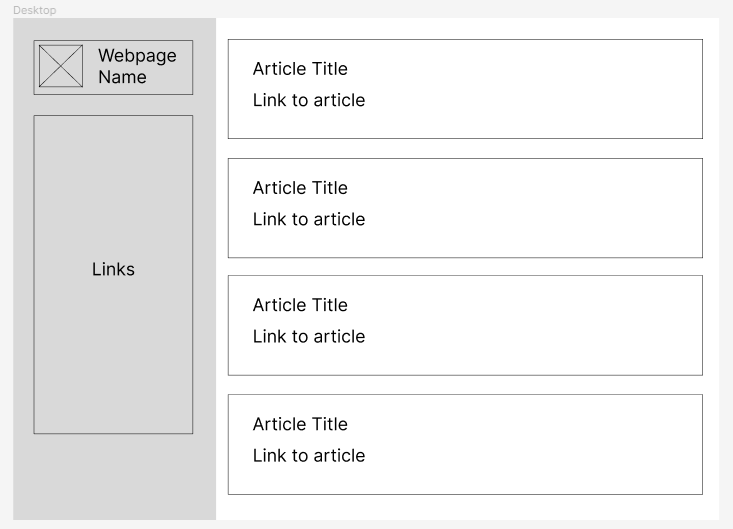 Desktop
Webpage
Name
Links
Article Title
Link to article
Article Title
Link to article
Article Title
Link to article
Article Title
Link to article